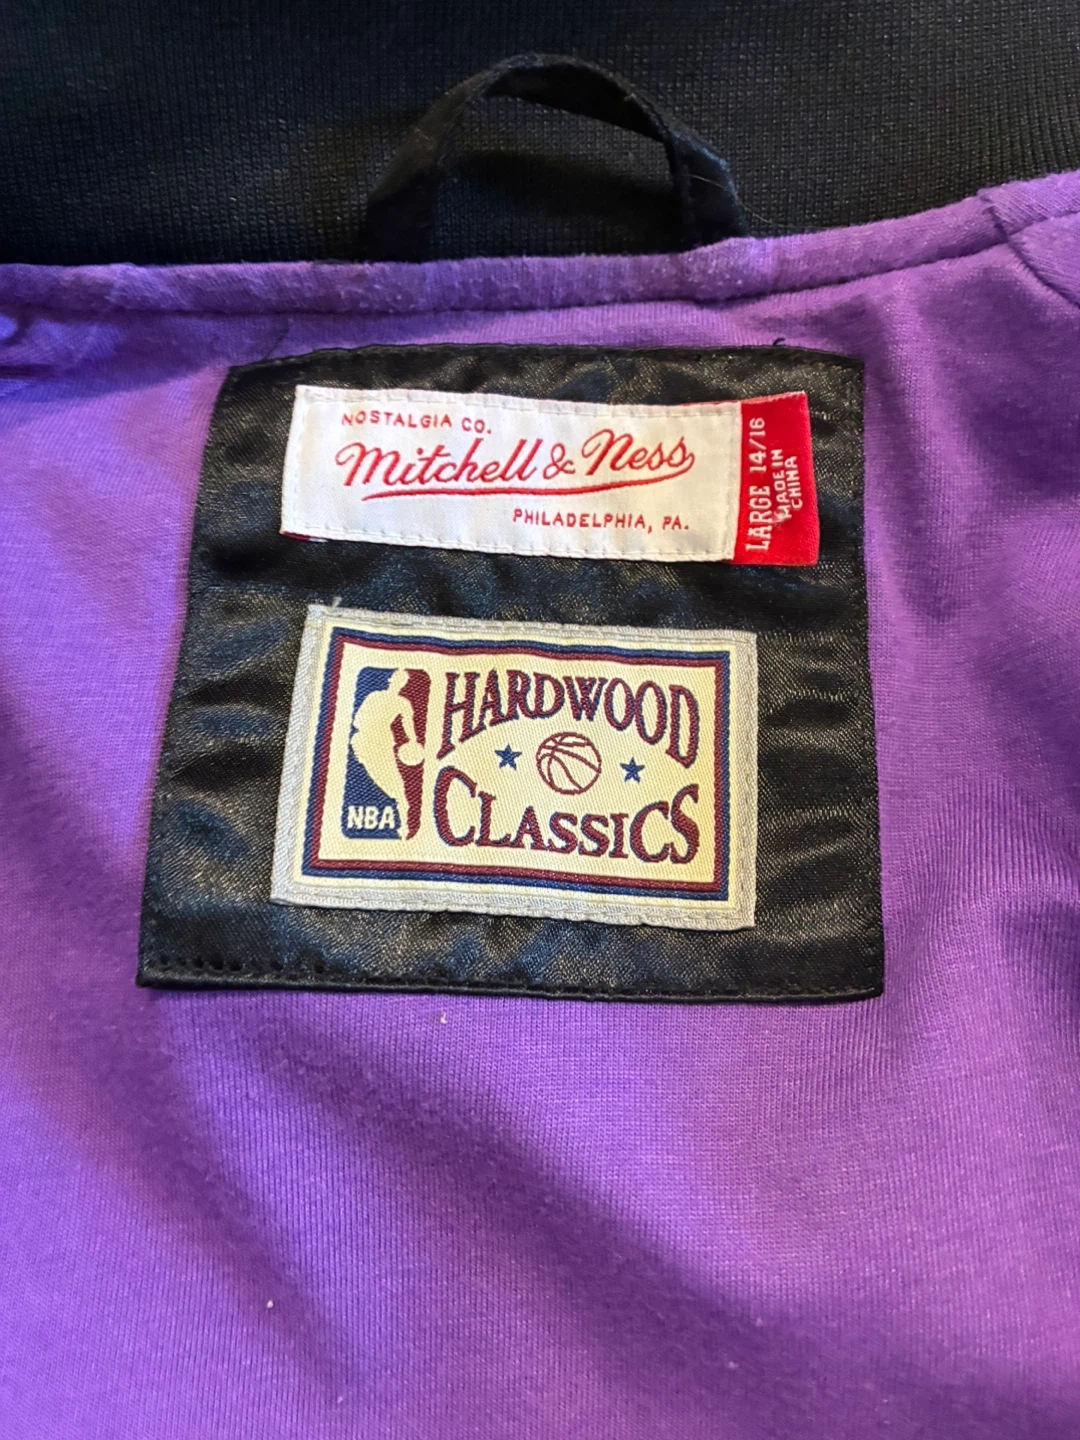 NOSTALGIA CO.
Mitchell & Ness
PHILADELPHIA, PA.
LARGE 14/16
MADE IN
CHINA
HARDWOOD
CLASSICS
NBA